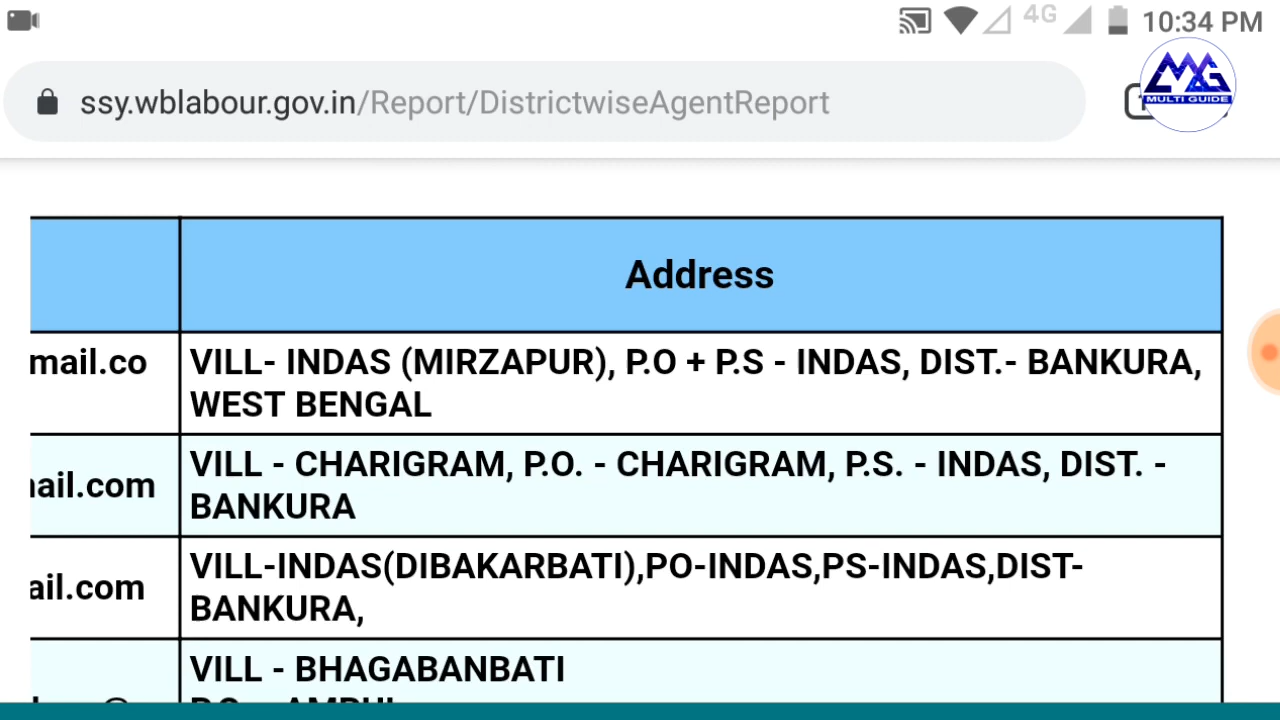 4G 10:34 PM
MG
MULTI GUIDE
ssy.wblabour.gov.in/Report/DistrictwiseAgentReport
Address
mail.co
VILL- INDAS (MIRZAPUR), P.O + P.S - INDAS, DIST.- BANKURA,
WEST BENGAL
VILL - CHARIGRAM, P.O. - CHARIGRAM, P.S. - INDAS, DIST. -
ail.com
BANKURA
VILL-INDAS(DIBAKARBATI),PO-INDAS,PS-INDAS,DIST-
ail.com
BANKURA,
VILL - BHAGABANBATI